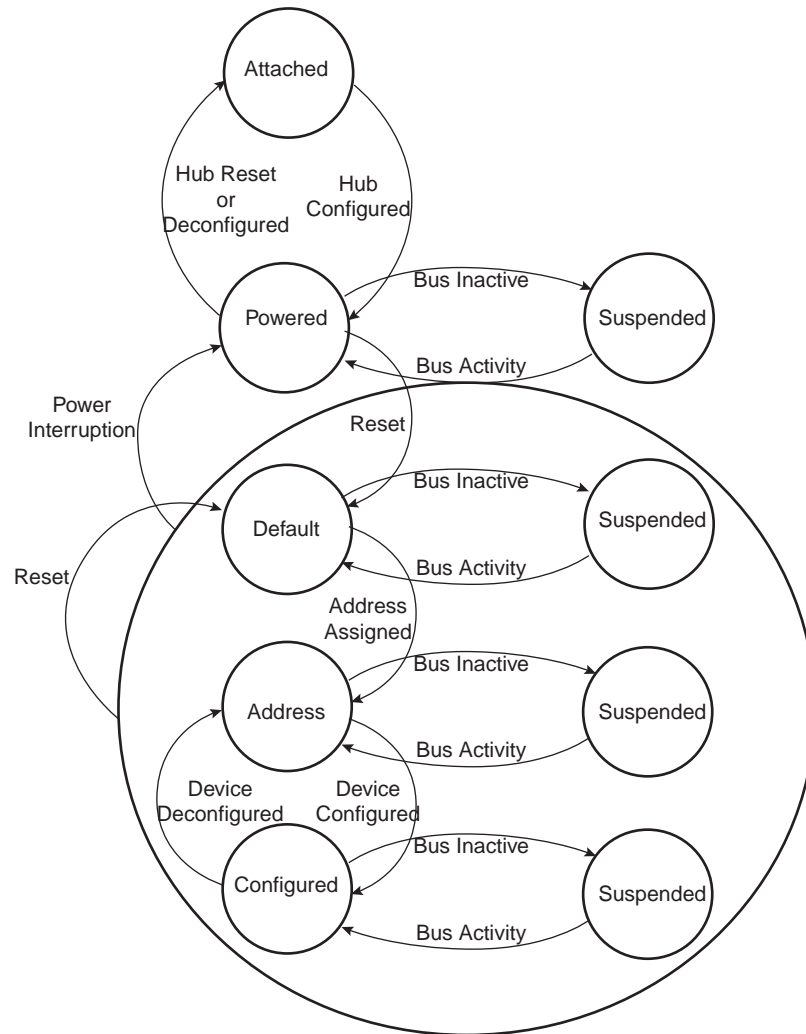 Attached
Hub Reset
or
Deconfigured
Hub
Configured
Bus Inactive
Powered
Suspended
Bus Activity
Power
Interruption
Reset
Bus Inactive
Default
Suspended
Bus Activity
Reset
Address
Assigned
Bus Inactive
Address
Suspended
Bus Activity
Device
Deconfigured
Device
Configured
Bus Inactive
Configured
Suspended
Bus Activity